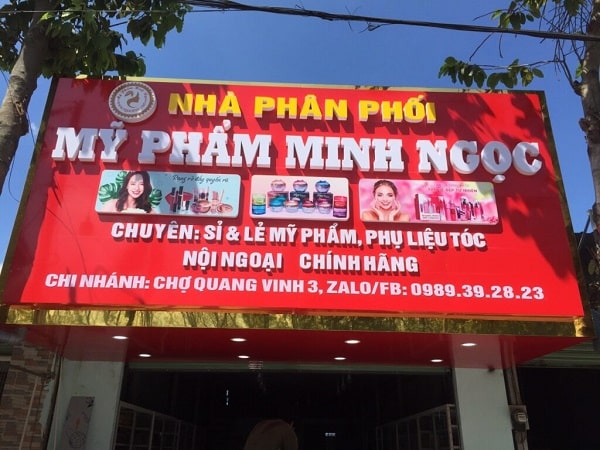 NHÀ PHÂN PHỐI
MỸ PHẨM MINH NGỌC
CHUYÊN: SỈ & LẺ MỸ PHẨM, PHỤ LIỆU TÓC
NỘI NGOẠI CHÍNH HÃNG
CHI NHÁNH: CHỢ QUANG VINH 3, ZALO/FB: 0989.39.28.23